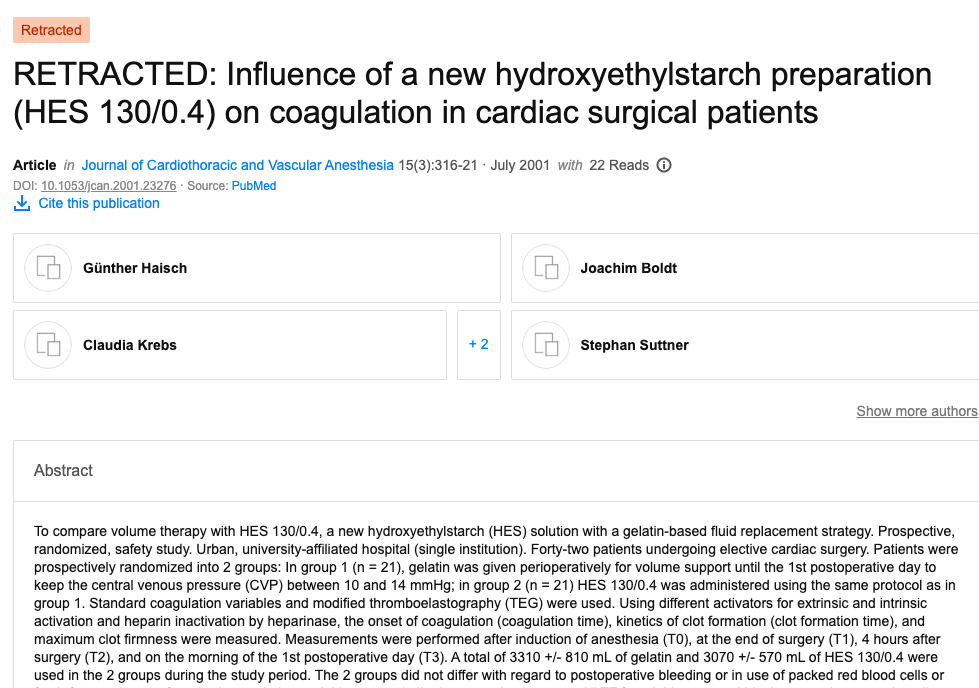 Retracted
RETRACTED: Influence of a new hydroxyethylstarch preparation
(HES 130/0.4) on coagulation in cardiac surgical patients
Article in Journal of Cardiothoracic and Vascular Anesthesia 15(3):316-21 · July 2001 with 22 Reads
DOI: 10.1053/jcan.2001.23276 · Source: PubMed
Cite this publication
Günther Haisch
Joachim Boldt
Claudia Krebs
+ 2
Stephan Suttner
Show more authors
Abstract
To compare volume therapy with HES 130/0.4, a new hydroxyethylstarch (HES) solution with a gelatin-based fluid replacement strategy. Prospective,
randomized, safety study. Urban, university-affiliated hospital (single institution). Forty-two patients undergoing elective cardiac surgery. Patients were
prospectively randomized into 2 groups: In group 1 (n = 21), gelatin was given perioperatively for volume support until the 1st postoperative day to
keep the central venous pressure (CVP) between 10 and 14 mmHg; in group 2 (n = 21) HES 130/0.4 was administered using the same protocol as in
group 1. Standard coagulation variables and modified thromboelastography (TEG) were used. Using different activators for extrinsic and intrinsic
activation and heparin inactivation by heparinase, the onset of coagulation (coagulation time), kinetics of clot formation (clot formation time), and
maximum clot firmness were measured. Measurements were performed after induction of anesthesia (T0), at the end of surgery (T1), 4 hours after
surgery (T2), and on the morning of the 1st postoperative day (T3). A total of 3310 +/- 810 mL of gelatin and 3070 +/- 570 mL of HES 130/0.4 were
used in the 2 groups during the study period. The 2 groups did not differ with regard to postoperative bleeding or in use of packed red blood cells or